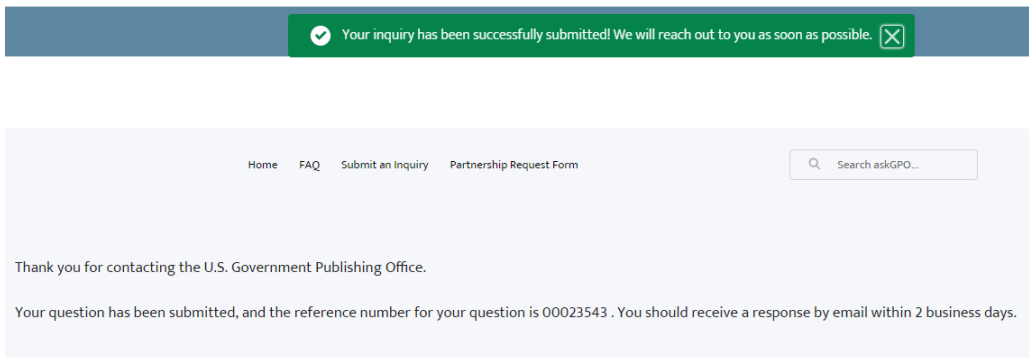 Your inquiry has been successfully submitted! We will reach out to you as soon as possible.
Home FAQ Submit an Inquiry Partnership Request Form Search askGPO...
Thank you for contacting the U.S. Government Publishing Office.
Your question has been submitted, and the reference number for your question is 00023543 . You should receive a response by email within 2 business days.